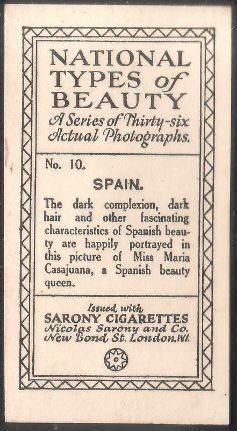 NATIONAL
TYPES of
BEAUTY
A Series of Thirty-six
Actual Photographs.
No. 10.
SPAIN.
The dark complexion, dark
hair and other fascinating
characteristics of Spanish beau-
ty are happily portrayed in
this picture of Miss Maria
Casajuana, a Spanish beauty
queen.
Issued with
SARONY CIGARETTES
Nicolas Sarony and Co.
New Bond St. London, W1.